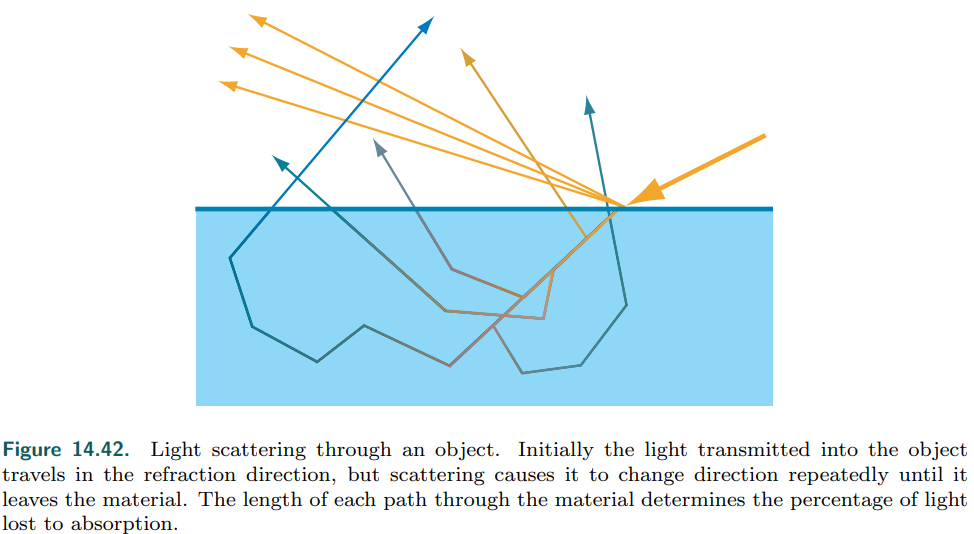 Figure 14.42. Light scattering through an object. Initially the light transmitted into the object
travels in the refraction direction, but scattering causes it to change direction repeatedly until it
leaves the material. The length of each path through the material determines the percentage of light
lost to absorption.